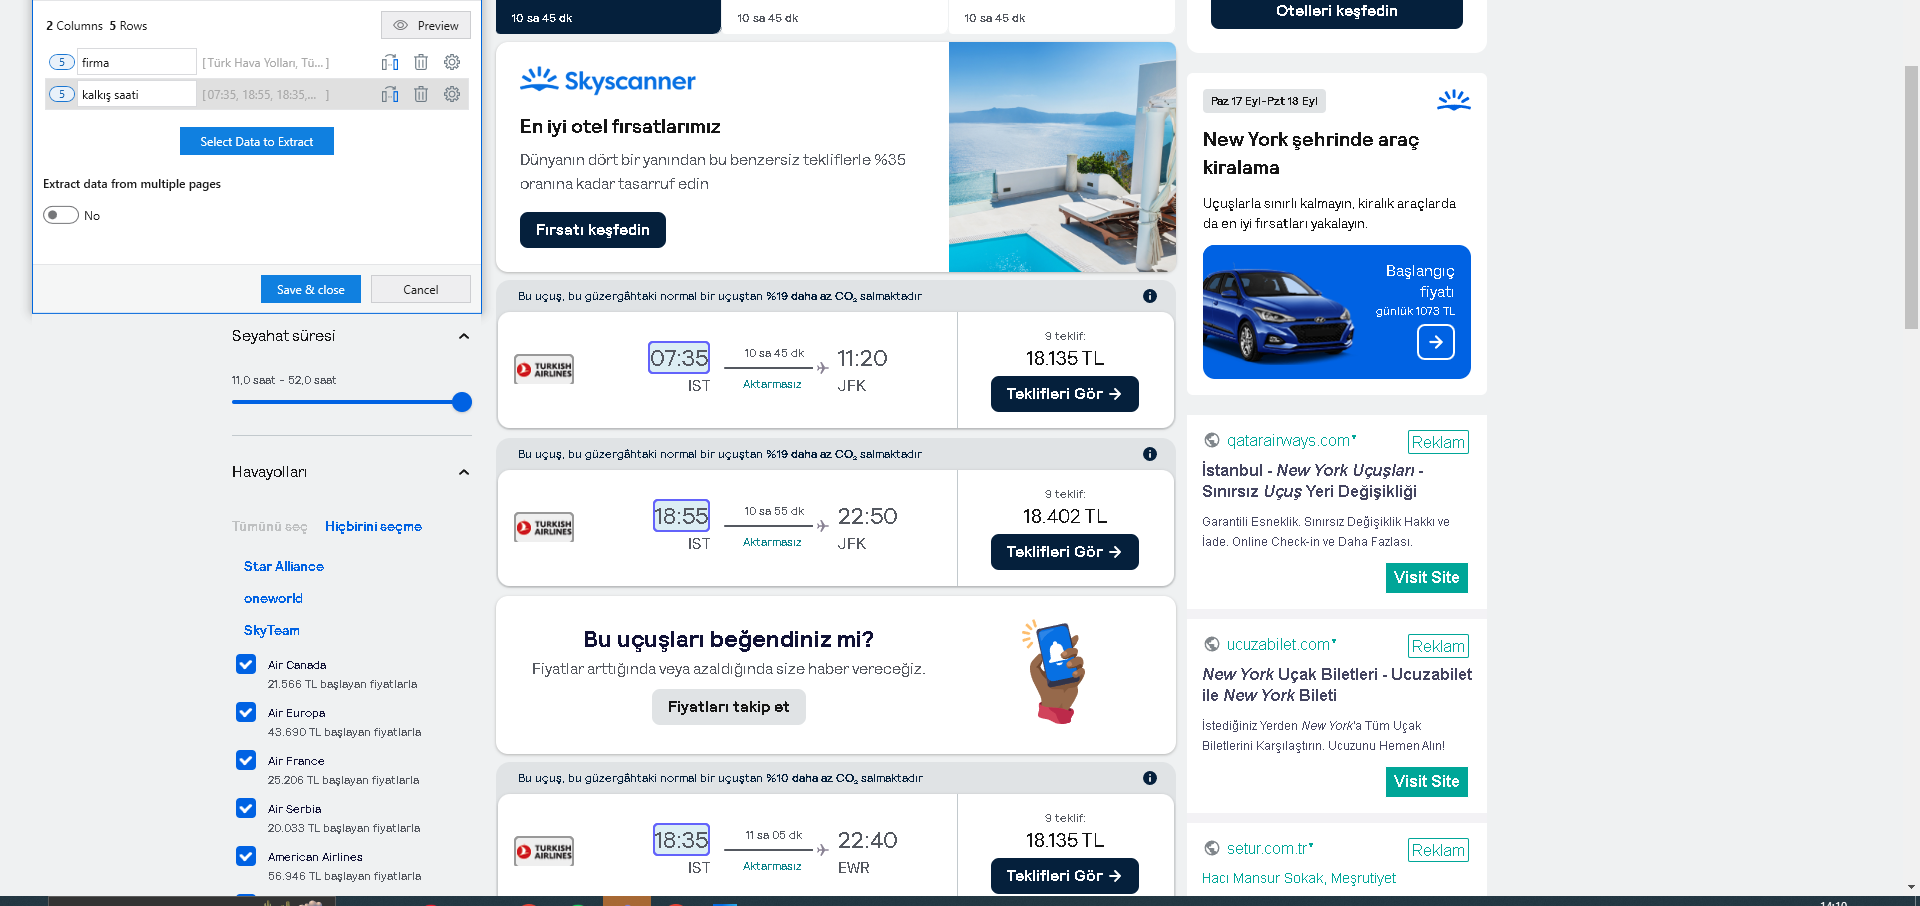 2 Columns 5 Rows
Preview
5 firma [Türk Hava Yolları, Tü... ]
5 kalkış saati [07:35, 18:55, 18:35,... ]
Select Data to Extract
Extract data from multiple pages
No
Save & close
Cancel
Seyahat süresi
11,0 saat - 52,0 saat
Havayolları
Tümünü seç Hiçbirini seçme
Star Alliance
oneworld
SkyTeam
Air Canada
21.566 TL başlayan fiyatlarla
Air Europa
43.690 TL başlayan fiyatlarla
Air France
25.206 TL başlayan fiyatlarla
Air Serbia
20.033 TL başlayan fiyatlarla
American Airlines
56.946 TL başlayan fiyatlarla
10 sa 45 dk
10 sa 45 dk
10 sa 45 dk
Skyscanner
En iyi otel fırsatlarımız
Dünyanın dört bir yanından bu benzersiz tekliflerle %35
oranına kadar tasarruf edin
Fırsatı keşfedin
Bu uçuş, bu güzergâhtaki normal bir uçuştan %19 daha az CO₂ salmaktadır
TURKISH
AIRLINES
07:35
IST
10 sa 45 dk
Aktarmasız
11:20
JFK
9 teklif:
18.135 TL
Teklifleri Gör →
Bu uçuş, bu güzergâhtaki normal bir uçuştan %19 daha az CO₂ salmaktadır
TURKISH
AIRLINES
18:55
IST
10 sa 55 dk
Aktarmasız
22:50
JFK
9 teklif:
18.402 TL
Teklifleri Gör →
Bu uçuşları beğendiniz mi?
Fiyatlar arttığında veya azaldığında size haber vereceğiz.
Fiyatları takip et
Bu uçuş, bu güzergâhtaki normal bir uçuştan %10 daha az CO₂ salmaktadır
TURKISH
AIRLINES
18:35
IST
11 sa 05 dk
Aktarmasız
22:40
EWR
9 teklif:
18.135 TL
Teklifleri Gör →
Otelleri keşfedin
Paz 17 Eyl-Pzt 18 Eyl
New York şehrinde araç
kiralama
Uçuşlarla sınırlı kalmayın, kiralık araçlarda
da en iyi fırsatları yakalayın.
Başlangıç
fiyatı
günlük 1073 TL
qatarairways.com
Reklam
İstanbul - New York Uçuşları -
Sınırsız Uçuş Yeri Değişikliği
Garantili Esneklik. Sınırsız Değişiklik Hakkı ve
İade. Online Check-in ve Daha Fazlası.
Visit Site
ucuzabilet.com
Reklam
New York Uçak Biletleri - Ucuzabilet
ile New York Bileti
İstediğiniz Yerden New York'a Tüm Uçak
Biletlerini Karşılaştırın. Ucuzunu Hemen Alın!
Visit Site
setur.com.tr
Reklam
Hacı Mansur Sokak, Meşrutiyet